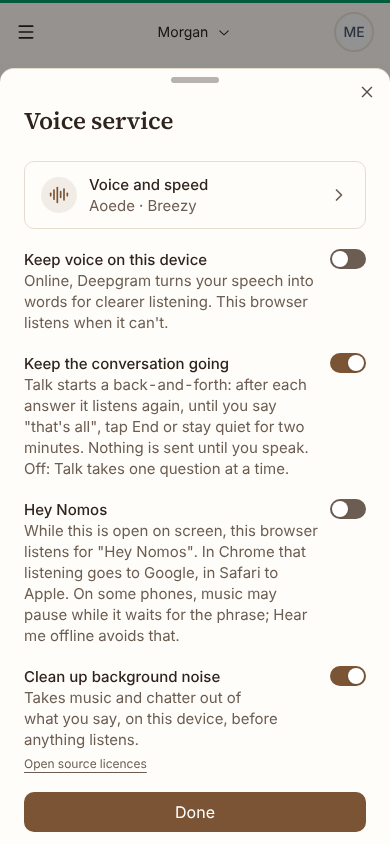 Morgan
ME
Voice service
Voice and speed
Aoede · Breezy
Keep voice on this device
Online, Deepgram turns your speech into
words for clearer listening. This browser
listens when it can't.
Keep the conversation going
Talk starts a back-and-forth: after each
answer it listens again, until you say
"that's all", tap End or stay quiet for two
minutes. Nothing is sent until you speak.
Off: Talk takes one question at a time.
Hey Nomos
While this is open on screen, this browser
listens for "Hey Nomos". In Chrome that
listening goes to Google, in Safari to
Apple. On some phones, music may
pause while it waits for the phrase; Hear
me offline avoids that.
Clean up background noise
Takes music and chatter out of
what you say, on this device, before
anything listens.
Open source licences
Done